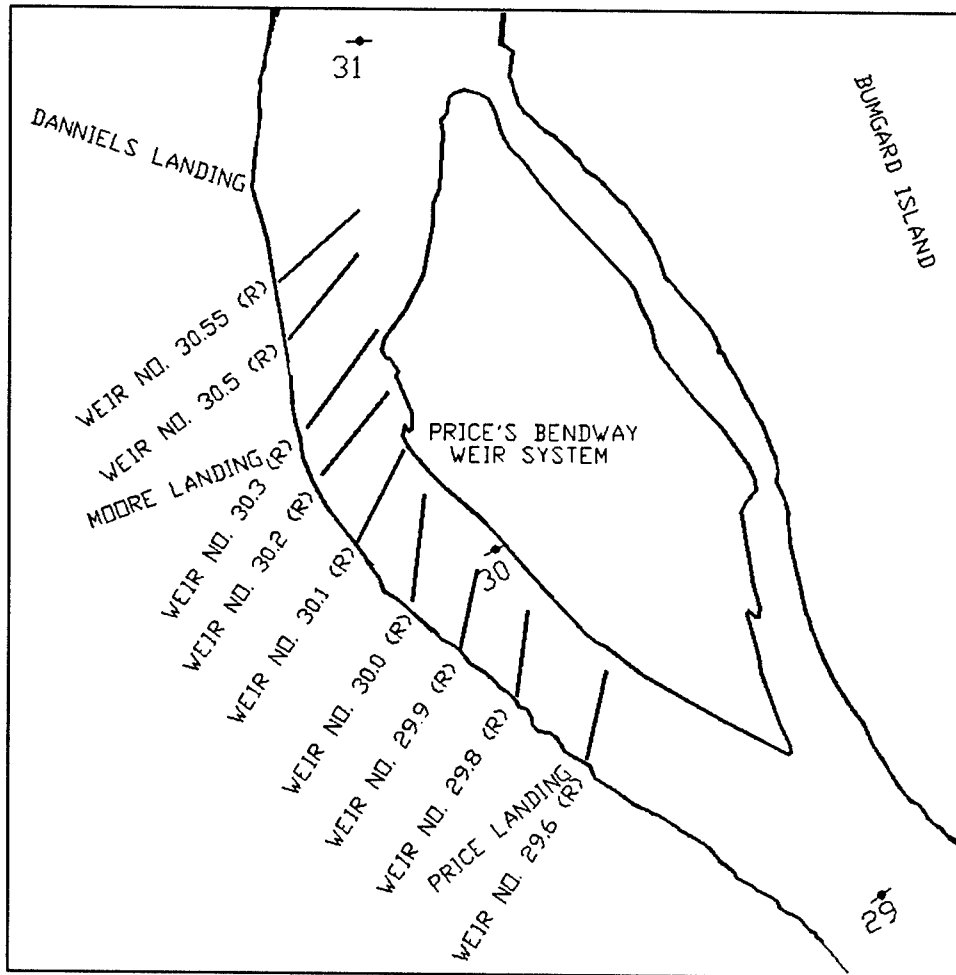 31
BUMGARD ISLAND
DANNIELS LANDING
WEIR NO. 30.55 (R)
WEIR NO. 30.5 (R)
MOORE LANDING
WEIR NO. 30.3 (R)
WEIR NO. 30.2 (R)
WEIR NO. 30.1 (R)
PRICE'S BENDWAY
WEIR SYSTEM
30
WEIR NO. 30.0 (R)
WEIR NO. 29.9 (R)
WEIR NO. 29.8 (R)
PRICE LANDING
WEIR NO. 29.6 (R)
29